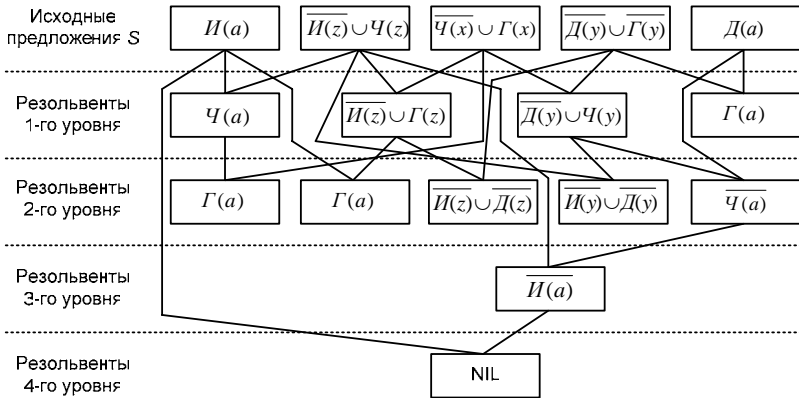 Исходные предложения S
И(a)
И̅(̅z̅)̅ ∪ Ч(z)
Ч̅(̅x̅)̅ ∪ Г(x)
Д̅(̅y̅)̅ ∪ Г̅(̅y̅)̅
Д(a)
Резольвенты
1-го уровня
Ч(a)
И̅(̅z̅)̅ ∪ Г(z)
Д̅(̅y̅)̅ ∪ Ч(y)
Г(a)
Резольвенты
2-го уровня
Г(a)
Г(a)
И̅(̅z̅)̅ ∪ Д̅(̅z̅)̅
И̅(̅y̅)̅ ∪ Д̅(̅y̅)̅
Ч̅(̅a̅)̅
Резольвенты
3-го уровня
И̅(̅a̅)̅
Резольвенты
4-го уровня
NIL